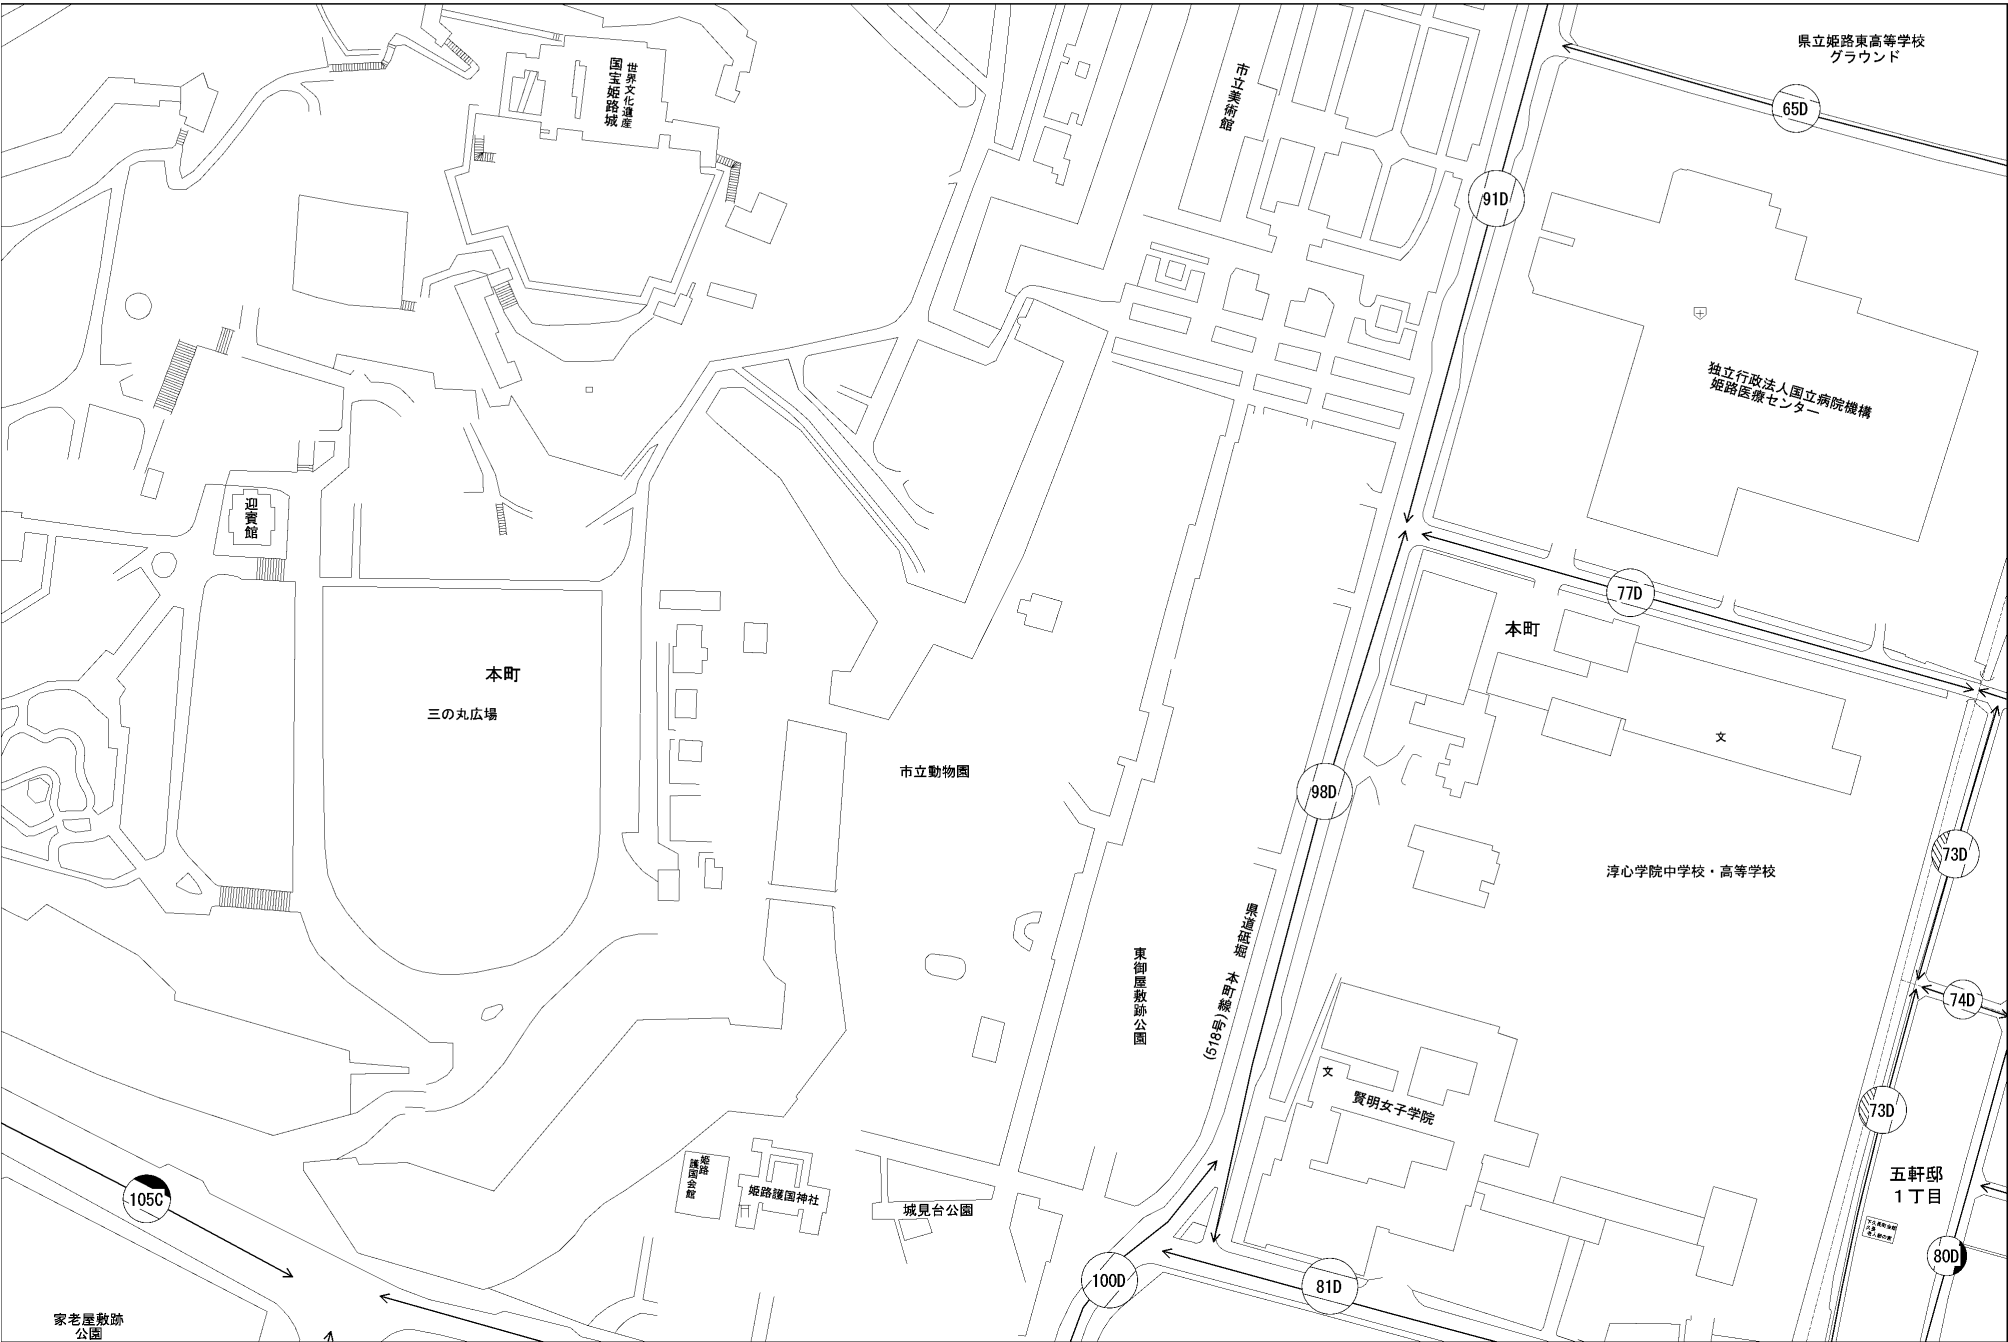 県立姫路東高等学校
グラウンド
世界文化遺産
国宝姫路城
市立美術館
65D
91D
独立行政法人国立病院機構
姫路医療センター
迎賓館
77D
本町
本町
三の丸広場
文
市立動物園
98D
73D
淳心学院中学校・高等学校
県道砥堀本町線
(518号)
東御屋敷跡公園
74D
文
賢明女子学院
73D
姫路
護国会館
姫路護国神社
城見台公園
105C
五軒邸
1丁目
80D
100D
81D
家老屋敷跡
公園